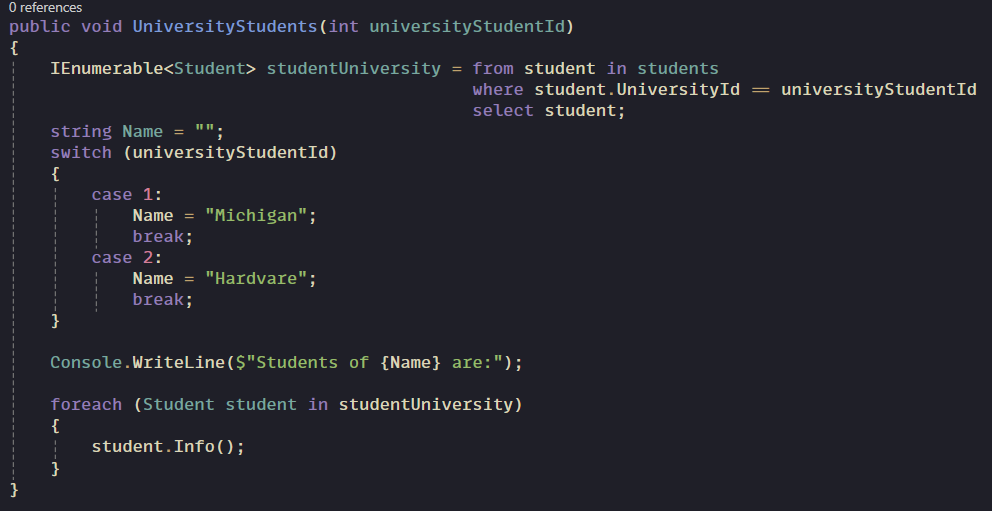 0 references
public void UniversityStudents(int universityStudentId)
{
IEnumerable<Student> studentUniversity = from student in students
where student.UniversityId == universityStudentId
select student;
string Name = "";
switch (universityStudentId)
{
case 1:
Name = "Michigan";
break;
case 2:
Name = "Hardvare";
break;
}
Console.WriteLine($"Students of {Name} are:");
foreach (Student student in studentUniversity)
{
student.Info();
}
}